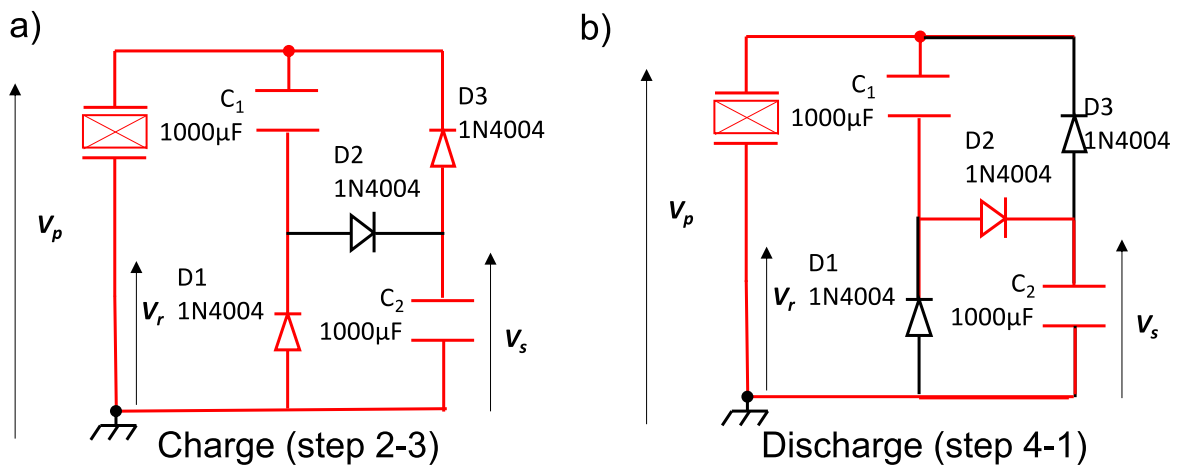 a)
C₁
1000µF
D3
1N4004
D2
1N4004
Vp
D1
1N4004
Vr
C₂
1000µF
Vs
Charge (step 2-3)
b)
C₁
1000µF
D3
1N4004
D2
1N4004
Vp
D1
1N4004
Vr
C₂
1000µF
Vs
Discharge (step 4-1)